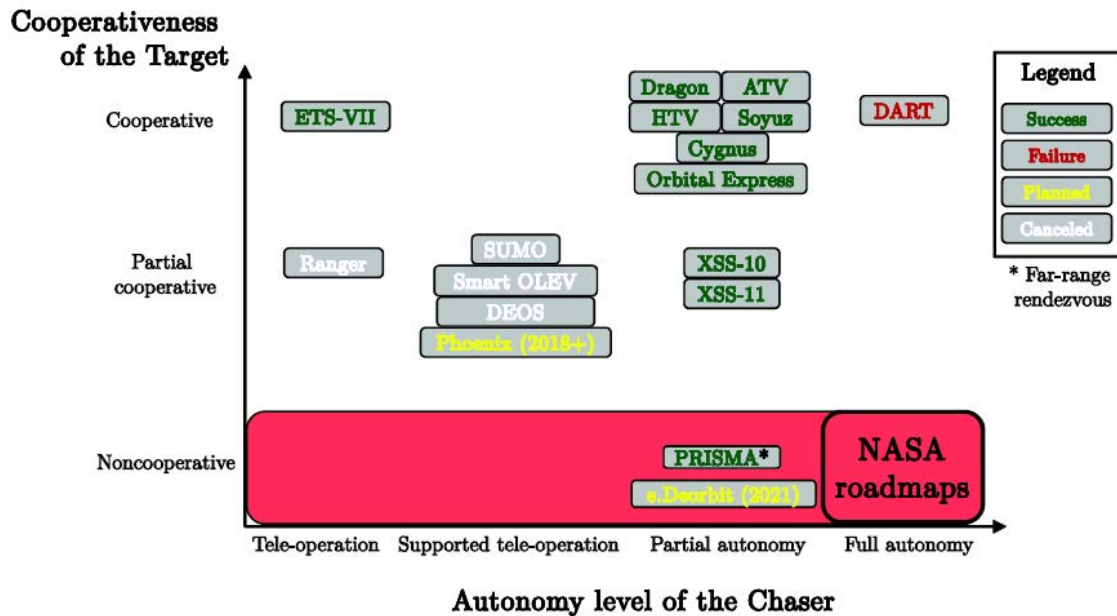 Cooperativeness
of the Target
Cooperative
ETS-VII
Dragon
ATV
HTV
Soyuz
Cygnus
Orbital Express
DART
Legend
Success
Failure
Planned
Canceled
* Far-range
rendezvous
Partial
cooperative
Ranger
SUMO
Smart OLEV
DEOS
Phoenix (2018+)
XSS-10
XSS-11
Noncooperative
PRISMA*
e.Deorbit (2021)
NASA
roadmaps
Tele-operation
Supported tele-operation
Partial autonomy
Full autonomy
Autonomy level of the Chaser